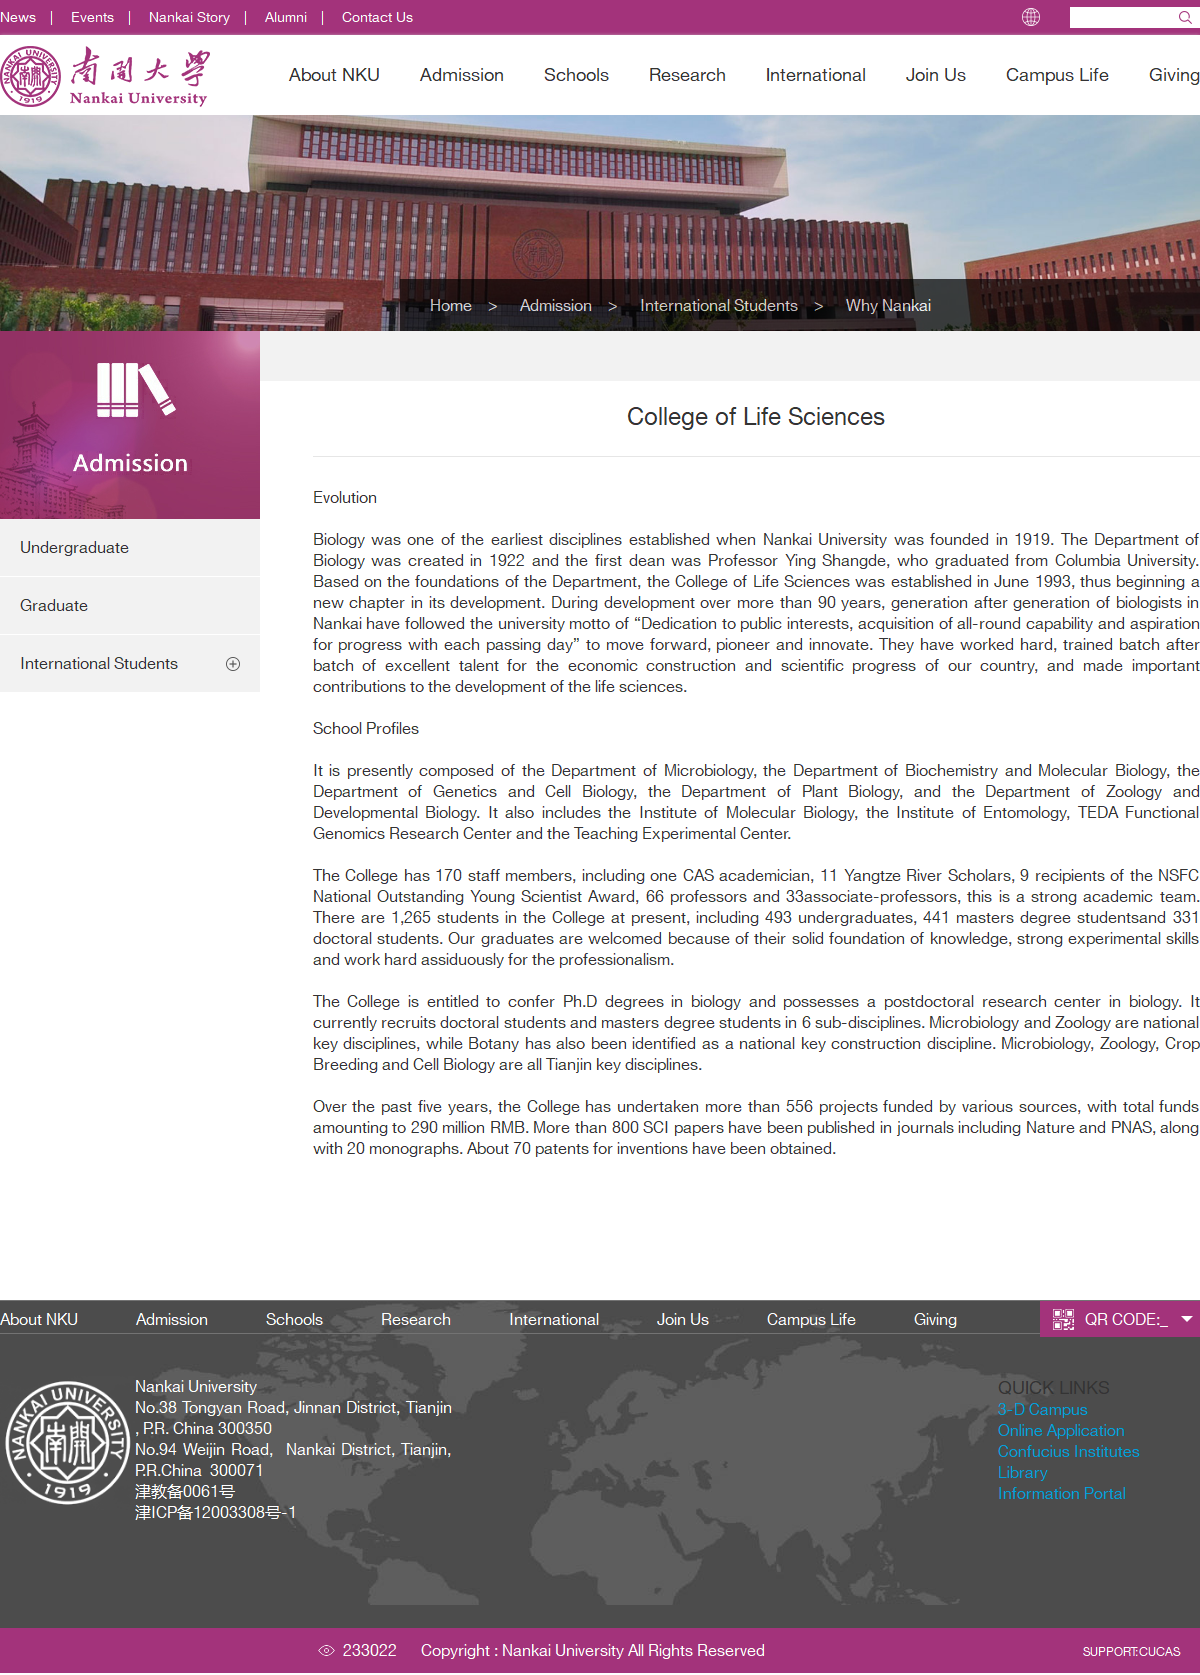 News | Events | Nankai Story | Alumni | Contact Us
南開大學
Nankai University
NANKAI UNIVERSITY
1919
About NKU Admission Schools Research International Join Us Campus Life Giving
Home > Admission > International Students > Why Nankai
Admission
Undergraduate
Graduate
International Students
College of Life Sciences
Evolution
Biology was one of the earliest disciplines established when Nankai University was founded in 1919. The Department of
Biology was created in 1922 and the first dean was Professor Ying Shangde, who graduated from Columbia University.
Based on the foundations of the Department, the College of Life Sciences was established in June 1993, thus beginning a
new chapter in its development. During development over more than 90 years, generation after generation of biologists in
Nankai have followed the university motto of “Dedication to public interests, acquisition of all-round capability and aspiration
for progress with each passing day” to move forward, pioneer and innovate. They have worked hard, trained batch after
batch of excellent talent for the economic construction and scientific progress of our country, and made important
contributions to the development of the life sciences.
School Profiles
It is presently composed of the Department of Microbiology, the Department of Biochemistry and Molecular Biology, the
Department of Genetics and Cell Biology, the Department of Plant Biology, and the Department of Zoology and
Developmental Biology. It also includes the Institute of Molecular Biology, the Institute of Entomology, TEDA Functional
Genomics Research Center and the Teaching Experimental Center.
The College has 170 staff members, including one CAS academician, 11 Yangtze River Scholars, 9 recipients of the NSFC
National Outstanding Young Scientist Award, 66 professors and 33associate-professors, this is a strong academic team.
There are 1,265 students in the College at present, including 493 undergraduates, 441 masters degree studentsand 331
doctoral students. Our graduates are welcomed because of their solid foundation of knowledge, strong experimental skills
and work hard assiduously for the professionalism.
The College is entitled to confer Ph.D degrees in biology and possesses a postdoctoral research center in biology. It
currently recruits doctoral students and masters degree students in 6 sub-disciplines. Microbiology and Zoology are national
key disciplines, while Botany has also been identified as a national key construction discipline. Microbiology, Zoology, Crop
Breeding and Cell Biology are all Tianjin key disciplines.
Over the past five years, the College has undertaken more than 556 projects funded by various sources, with total funds
amounting to 290 million RMB. More than 800 SCI papers have been published in journals including Nature and PNAS, along
with 20 monographs. About 70 patents for inventions have been obtained.
About NKU Admission Schools Research International Join Us Campus Life Giving QR CODE:_
NANKAI UNIVERSITY
南開
1919
Nankai University
No.38 Tongyan Road, Jinnan District, Tianjin
, P.R. China 300350
No.94 Weijin Road, Nankai District, Tianjin,
P.R.China 300071
津教备0061号
津ICP备12003308号-1
QUICK LINKS
3-D Campus
Online Application
Confucius Institutes
Library
Information Portal
233022 Copyright : Nankai University All Rights Reserved
SUPPORT:CUCAS